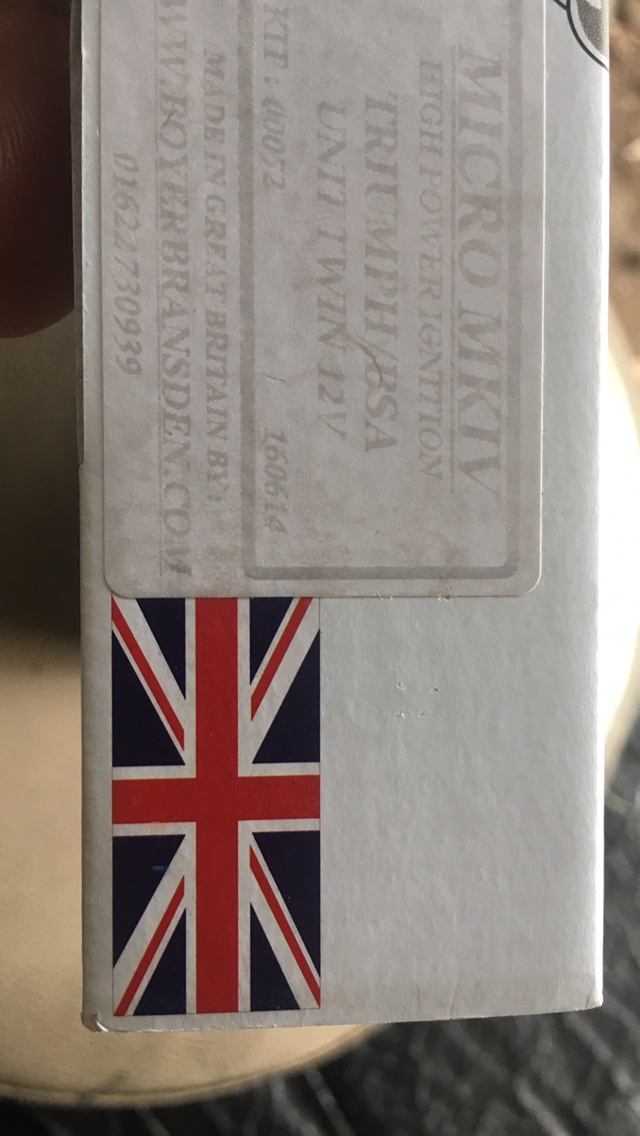 MICRO MKIV
HIGH POWER IGNITION
TRIUMPH/BSA
UNIT TWIN 12V
KIT : 00052 160614
MADE IN GREAT BRITAIN BY:
WW.BOYERBRANSDEN.COM
01622 730939